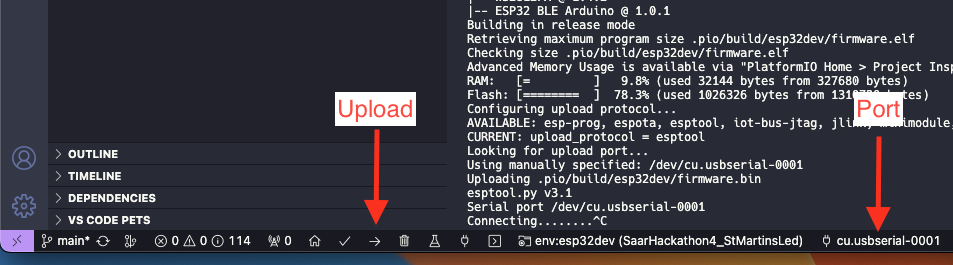 |-- ESP32 BLE Arduino @ 1.0.1
Building in release mode
Retrieving maximum program size .pio/build/esp32dev/firmware.elf
Checking size .pio/build/esp32dev/firmware.elf
Advanced Memory Usage is available via "PlatformIO Home > Project Insp
RAM: [= ] 9.8% (used 32144 bytes from 327680 bytes)
Flash: [======== ] 78.3% (used 1026326 bytes from bytes)
Upload
Port
Configuring upload protocol...
AVAILABLE: esp-prog, espota, esptool, iot-bus-jtag,
CURRENT: upload_protocol = esptool
Looking for upload port...
Using manually specified: /dev/cu.usbserial-0001
Uploading .pio/build/esp32dev/firmware.bin
esptool.py v3.1
Serial port /dev/cu.usbserial-0001
Connecting........^C
OUTLINE
TIMELINE
DEPENDENCIES
VS CODE PETS
main* 0 0 114 0 env:esp32dev (SaarHackathon4_StMartinsLed) cu.usbserial-0001